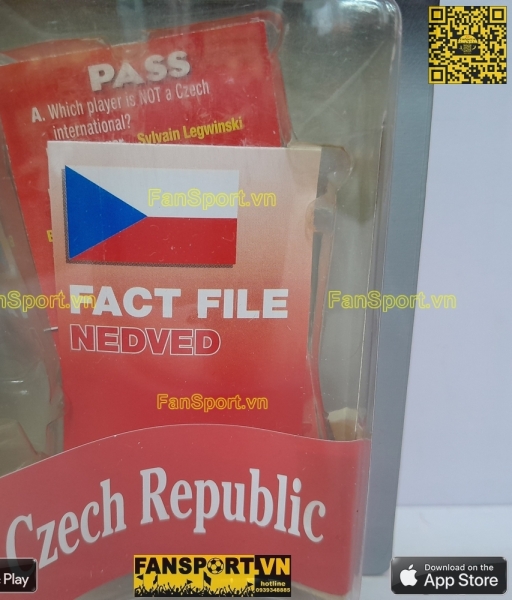 PASS
A. Which player is NOT a Czech
international?
Sylvain Legwinski
FanSport.vn
FanSport.vn
FanSport.vn
FACT FILE
NEDVED
FanSport.vn
Czech Republic
FANSPORT.VN
hotline
0939346885
Play
Download on the
App Store